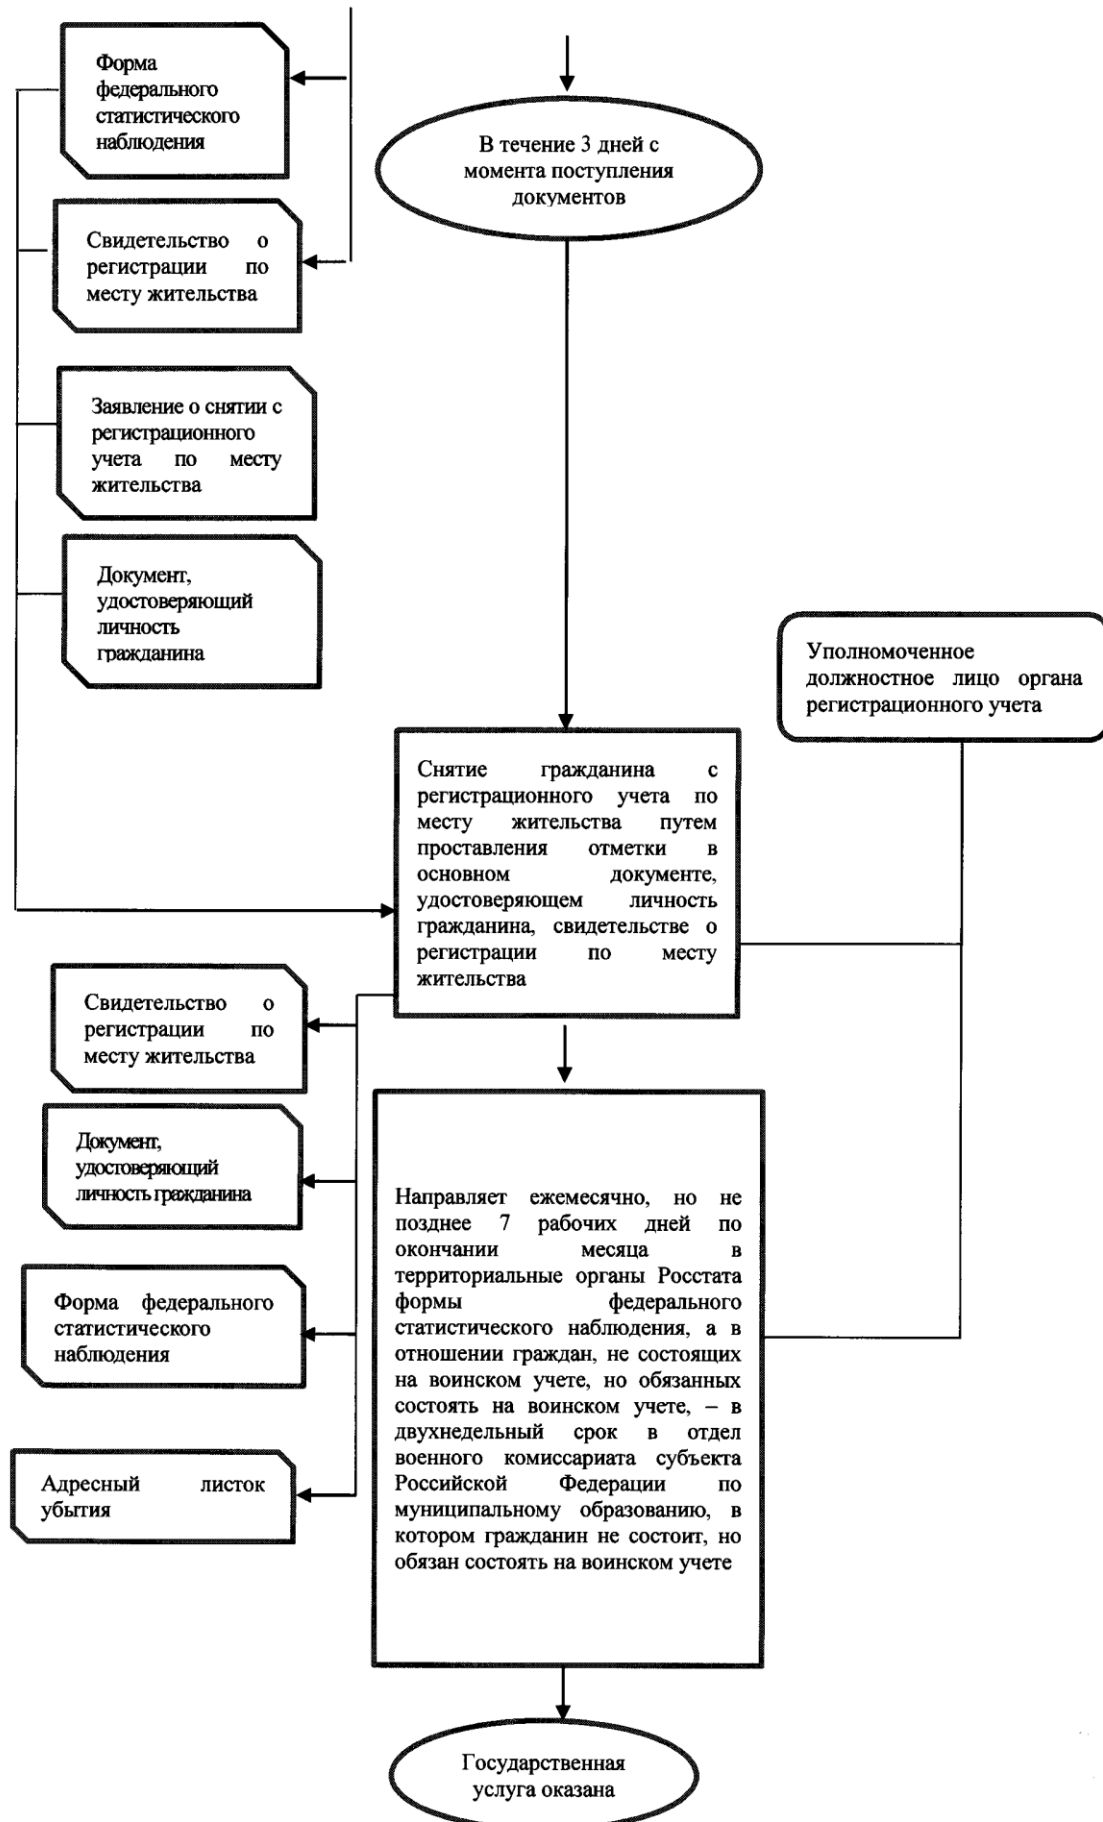 Форма
федерального
статистического
наблюдения
В течение 3 дней с
момента поступления
документов
Свидетельство о
регистрации по
месту жительства
Заявление о снятии с
регистрационного
учета по месту
жительства
Документ,
удостоверяющий
личность
гражданина
Уполномоченное
должностное лицо органа
регистрационного учета
Снятие гражданина с
регистрационного учета по
месту жительства путем
проставления отметки в
основном документе,
удостоверяющем личность
гражданина, свидетельстве о
регистрации по месту
жительства
Свидетельство о
регистрации по
месту жительства
Документ,
удостоверяющий
личность гражданина
Форма федерального
статистического
наблюдения
Адресный листок
убытия
Направляет ежемесячно, но не
позднее 7 рабочих дней по
окончании месяца в
территориальные органы Росстата
формы федерального
статистического наблюдения, а в
отношении граждан, не состоящих
на воинском учете, но обязанных
состоять на воинском учете, – в
двухнедельный срок в отдел
военного комиссариата субъекта
Российской Федерации по
муниципальному образованию, в
котором гражданин не состоит, но
обязан состоять на воинском учете
Государственная
услуга оказана